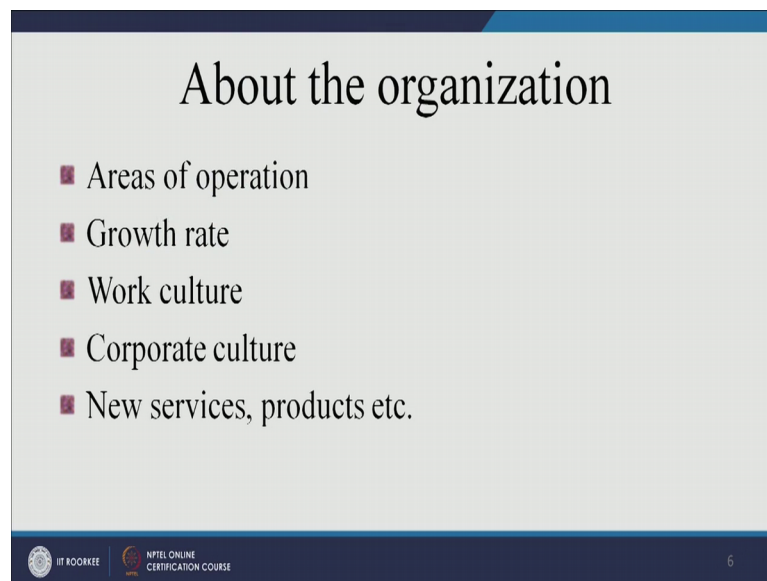 About the organization
Areas of operation
Growth rate
Work culture
Corporate culture
New services, products etc.
IIT ROORKEE
NPTEL
NPTEL ONLINE
CERTIFICATION COURSE
6